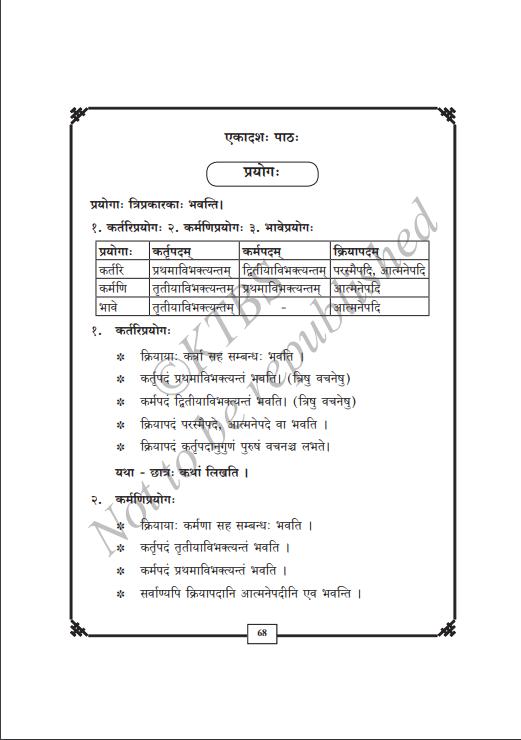 एकादशः पाठः
प्रयोगः
प्रयोगाः त्रिप्रकारकाः भवन्ति।
१. कर्तरिप्रयोगः २. कर्मणिप्रयोगः ३. भावेप्रयोगः
प्रयोगाः कर्तृपदम् कर्मपदम् क्रियापदम्
कर्तरि प्रथमाविभक्त्यन्तम् द्वितीयाविभक्त्यन्तम् परस्मैपदि, आत्मनेपदि
कर्मणि तृतीयाविभक्त्यन्तम् प्रथमाविभक्त्यन्तम् आत्मनेपदि
भावे तृतीयाविभक्त्यन्तम् - आत्मनेपदि
१. कर्तरिप्रयोगः
✲ क्रियायाः कर्त्रा सह सम्बन्धः भवति ।
✲ कर्तृपदं प्रथमाविभक्त्यन्तं भवति। (त्रिषु वचनेषु)
✲ कर्मपदं द्वितीयाविभक्त्यन्तं भवति। (त्रिषु वचनेषु)
✲ क्रियापदं परस्मैपदे, आत्मनेपदे वा भवति ।
✲ क्रियापदं कर्तृपदानुगुणं पुरुषं वचनञ्च लभते।
यथा - छात्रः कथां लिखति ।
२. कर्मणिप्रयोगः
✲ क्रियायाः कर्मणा सह सम्बन्धः भवति ।
✲ कर्तृपदं तृतीयाविभक्त्यन्तं भवति ।
✲ कर्मपदं प्रथमाविभक्त्यन्तं भवति ।
✲ सर्वाण्यपि क्रियापदानि आत्मनेपदीनि एव भवन्ति ।
68
©KTBS
Not to be republished